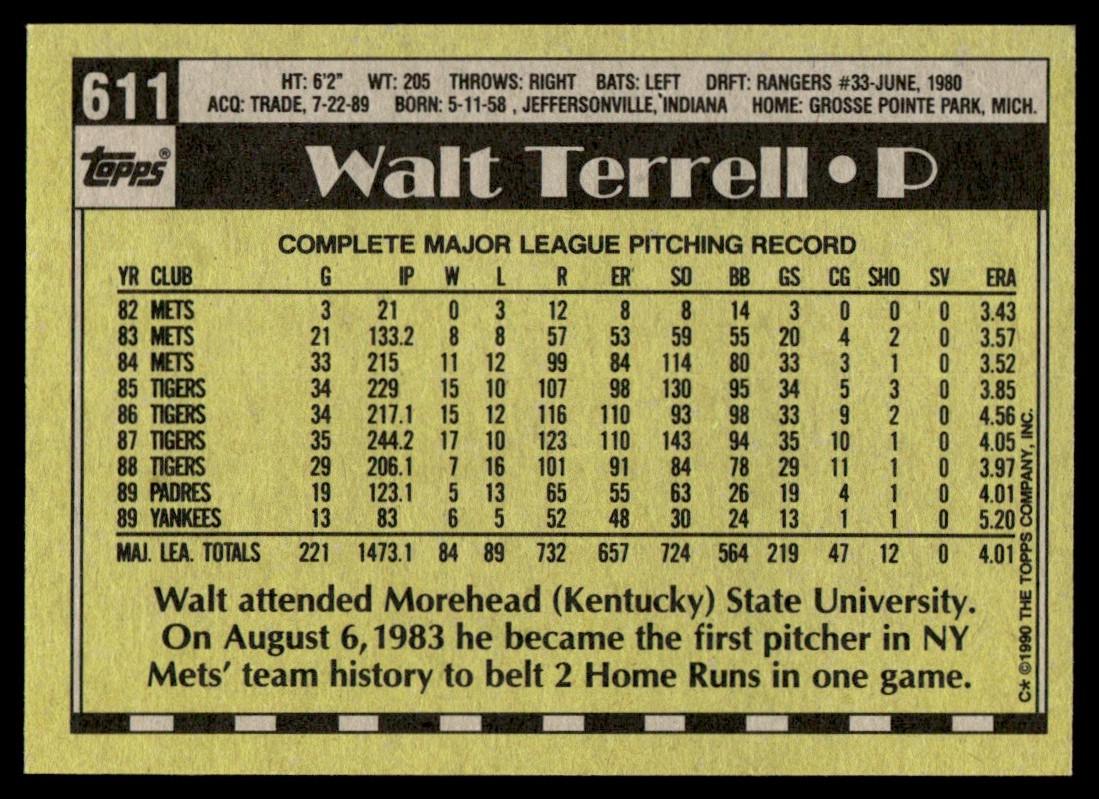 611
HT: 6'2" WT: 205 THROWS: RIGHT BATS: LEFT DRFT: RANGERS #33-JUNE, 1980
ACQ: TRADE, 7-22-89 BORN: 5-11-58 , JEFFERSONVILLE, INDIANA HOME: GROSSE POINTE PARK, MICH.
topps®
Walt Terrell • P
COMPLETE MAJOR LEAGUE PITCHING RECORD
YR CLUB G IP W L R ER SO BB GS CG SHO SV ERA
82 METS 3 21 0 3 12 8 8 14 3 0 0 0 3.43
83 METS 21 133.2 8 8 57 53 59 55 20 4 2 0 3.57
84 METS 33 215 11 12 99 84 114 80 33 3 1 0 3.52
85 TIGERS 34 229 15 10 107 98 130 95 34 5 3 0 3.85
86 TIGERS 34 217.1 15 12 116 110 93 98 33 9 2 0 4.56
87 TIGERS 35 244.2 17 10 123 110 143 94 35 10 1 0 4.05
88 TIGERS 29 206.1 7 16 101 91 84 78 29 11 1 0 3.97
89 PADRES 19 123.1 5 13 65 55 63 26 19 4 1 0 4.01
89 YANKEES 13 83 6 5 52 48 30 24 13 1 1 0 5.20
MAJ. LEA. TOTALS 221 1473.1 84 89 732 657 724 564 219 47 12 0 4.01
Walt attended Morehead (Kentucky) State University.
On August 6, 1983 he became the first pitcher in NY
Mets' team history to belt 2 Home Runs in one game.
C* ©1990 THE TOPPS COMPANY, INC.